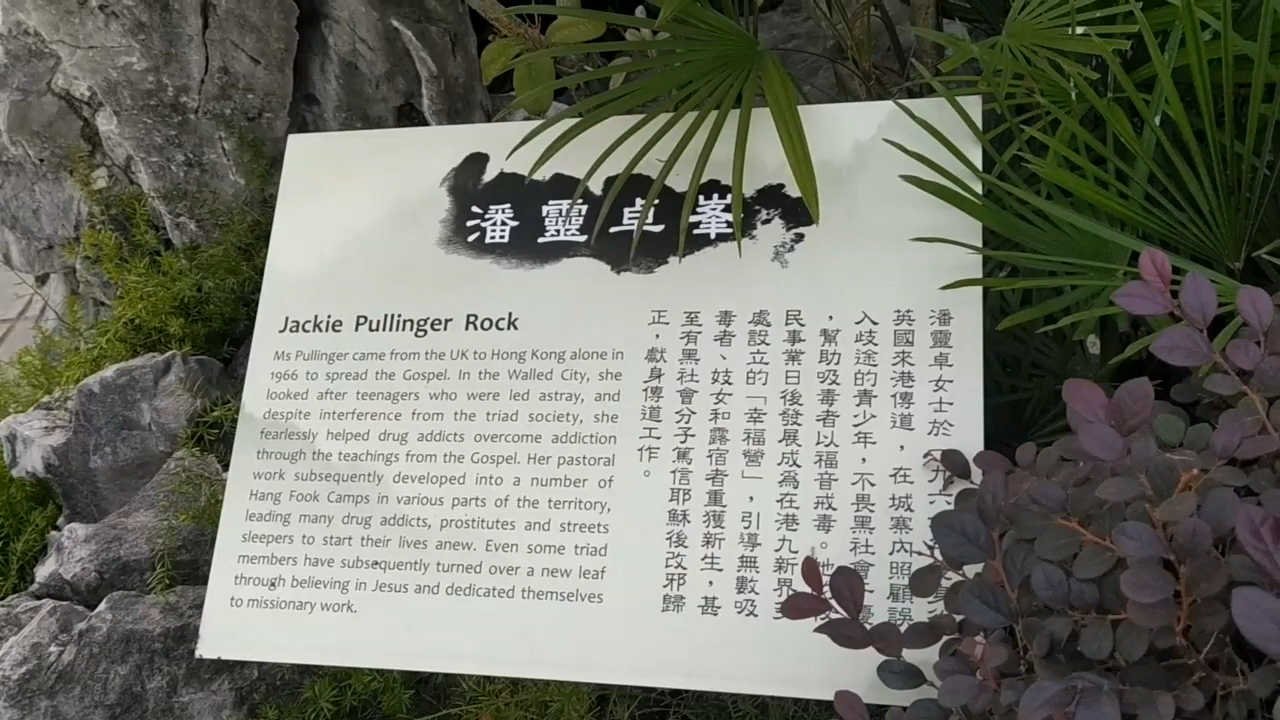 潘靈卓峯
Jackie Pullinger Rock
Ms Pullinger came from the UK to Hong Kong alone in
1966 to spread the Gospel. In the Walled City, she
looked after teenagers who were led astray, and
despite interference from the triad society, she
fearlessly helped drug addicts overcome addiction
through the teachings from the Gospel. Her pastoral
work subsequently developed into a number of
Hang Fook Camps in various parts of the territory,
leading many drug addicts, prostitutes and streets
sleepers to start their lives anew. Even some triad
members have subsequently turned over a new leaf
through believing in Jesus and dedicated themselves
to missionary work.
潘靈卓女士於一九六
英國來港傳道，在城寨內照顧誤
入歧途的青少年，不畏黑社會
，幫助吸毒者以福音戒毒。
民事業日後發展成爲在港九新界
處設立的「幸福營」，引導無數吸
毒者、妓女和露宿者重獲新生，甚
至有黑社會分子篤信耶穌後改邪歸
正，獻身傳道工作。